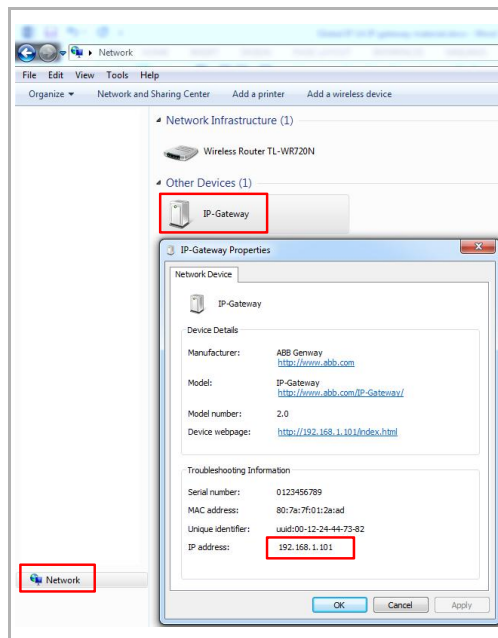 Network
File Edit View Tools Help
Organize Network and Sharing Center Add a printer Add a wireless device
Network Infrastructure (1)
Wireless Router TL-WR720N
Other Devices (1)
IP-Gateway
IP-Gateway Properties
Network Device
IP-Gateway
Device Details
Manufacturer: ABB Genway
http://www.abb.com
Model: IP-Gateway
http://www.abb.com/IP-Gateway/
Model number: 2.0
Device webpage: http://192.168.1.101/index.html
Troubleshooting Information
Serial number: 0123456789
MAC address: 80:7a:7f:01:2a:ad
Unique identifier: uuid:00-12-24-44-73-82
IP address: 192.168.1.101
Network
OK Cancel Apply